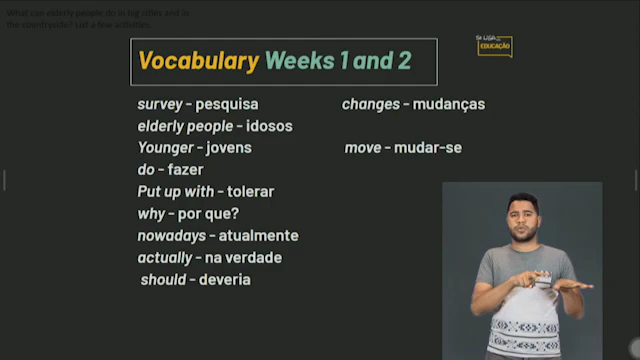 What can elderly people do in big cities and in
the countryside? List a few activities.
Se LIGA...
EDUCAÇÃO
Vocabulary Weeks 1 and 2
survey - pesquisa
elderly people - idosos
Younger - jovens
do - fazer
Put up with - tolerar
why - por que?
nowadays - atualmente
actually - na verdade
should - deveria
changes - mudanças
move - mudar-se